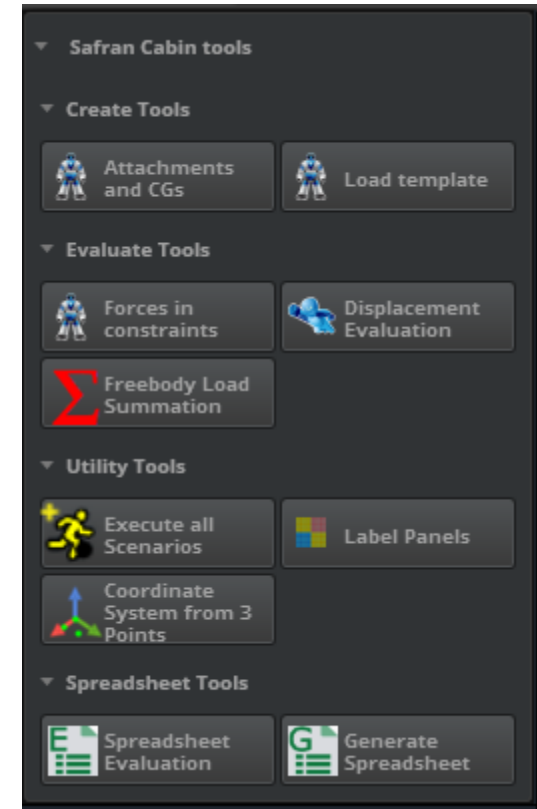 Safran Cabin tools
Create Tools
Attachments
and CGs
Load template
Evaluate Tools
Forces in
constraints
Displacement
Evaluation
Freebody Load
Summation
Utility Tools
Execute all
Scenarios
Label Panels
Coordinate
System from 3
Points
Spreadsheet Tools
E
Spreadsheet
Evaluation
G
Generate
Spreadsheet